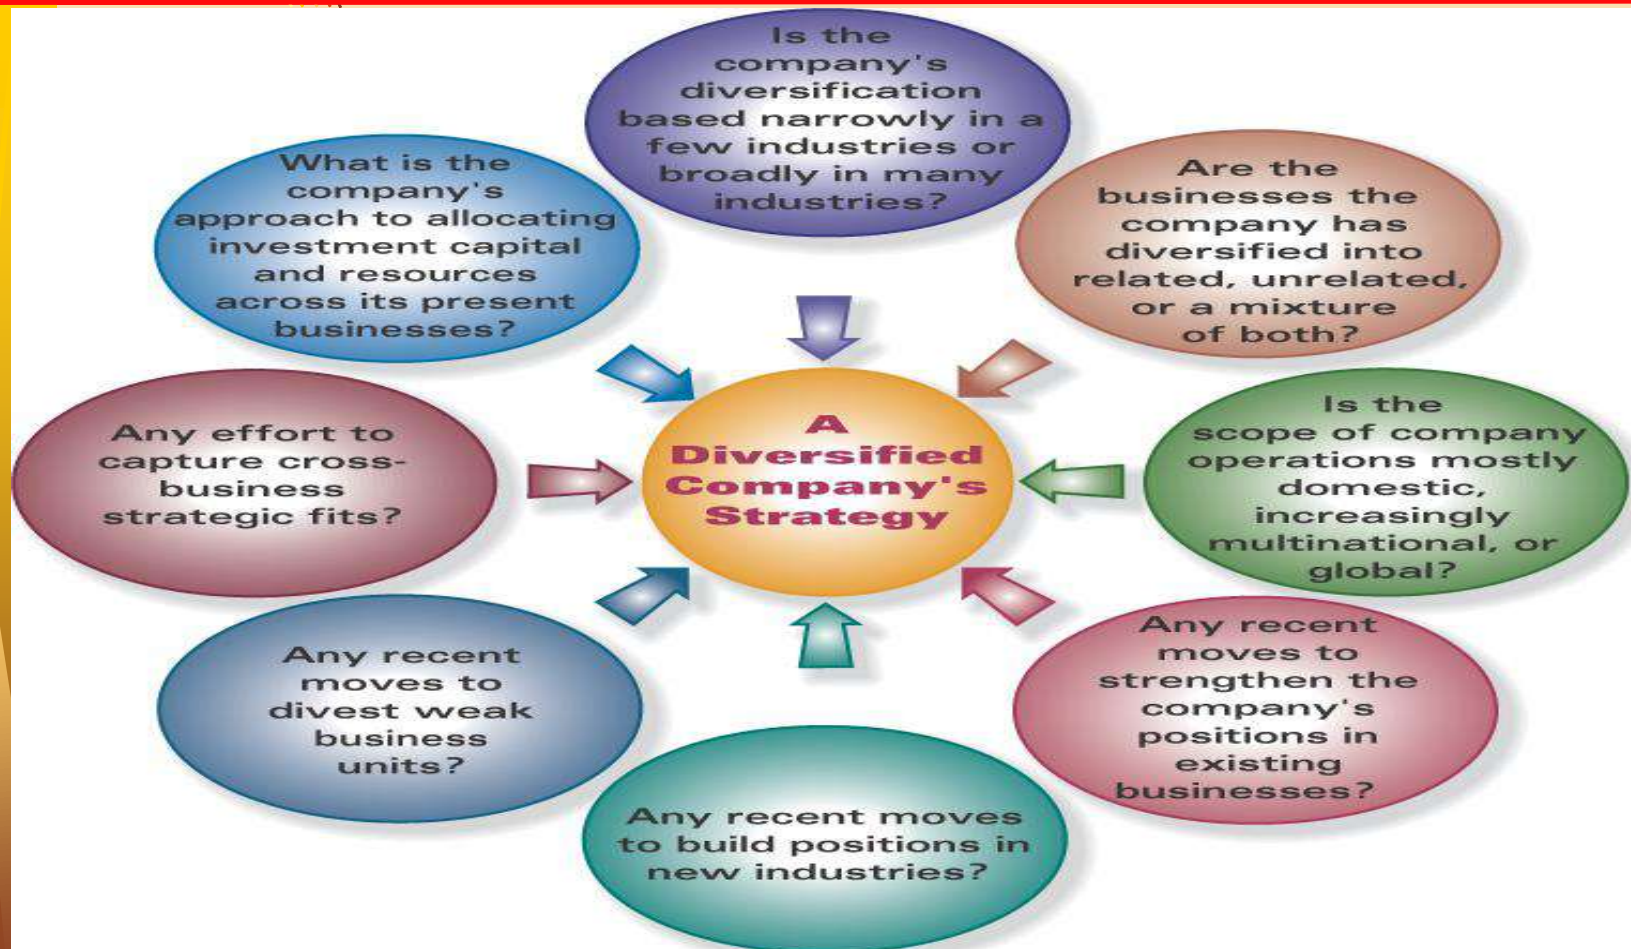 Is the
company's
diversification
based narrowly in a
few industries or
broadly in many
industries?
What is the
company's
approach to allocating
investment capital
and resources
across its present
businesses?
Are the
businesses the
company has
diversified into
related, unrelated,
or a mixture
of both?
A
Diversified
Company's
Strategy
Any effort to
capture cross-
business
strategic fits?
Is the
scope of company
operations mostly
domestic,
increasingly
multinational, or
global?
Any recent
moves to
divest weak
business
units?
Any recent
moves to
strengthen the
company's
positions in
existing
businesses?
Any recent moves
to build positions in
new industries?